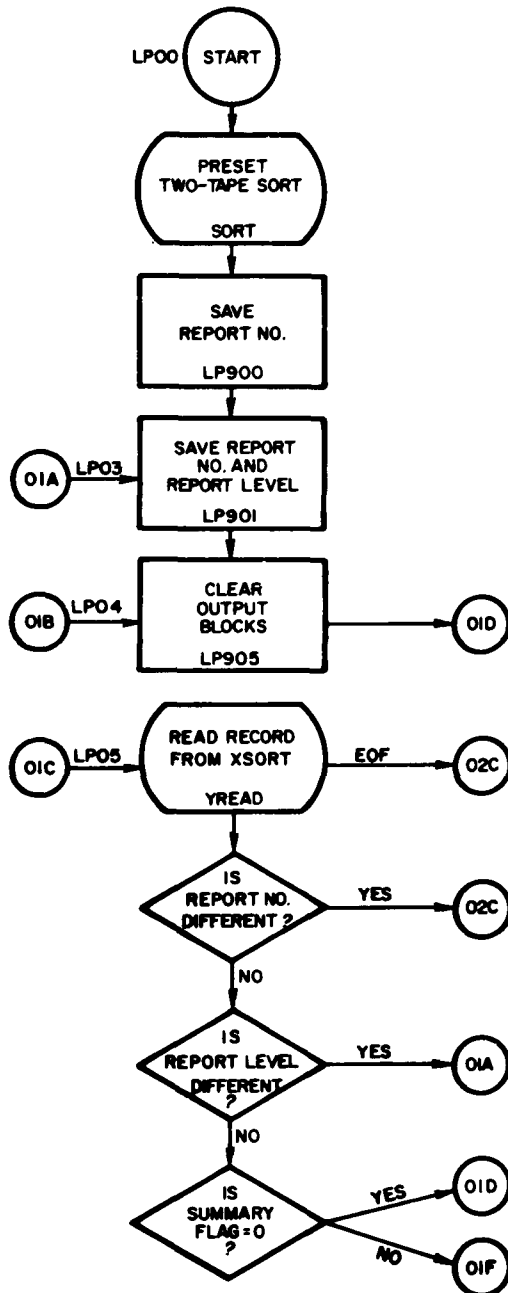 LP00
START
PRESET
TWO-TAPE SORT
SORT
SAVE
REPORT NO.
LP900
01A
LP03
SAVE REPORT
NO. AND
REPORT LEVEL
LP901
01B
LP04
CLEAR
OUTPUT
BLOCKS
LP905
01D
01C
LP05
READ RECORD
FROM XSORT
YREAD
EOF
02C
IS
REPORT NO.
DIFFERENT ?
YES
02C
NO
IS
REPORT LEVEL
DIFFERENT
?
YES
01A
NO
IS
SUMMARY
FLAG=0
?
YES
01D
NO
01F